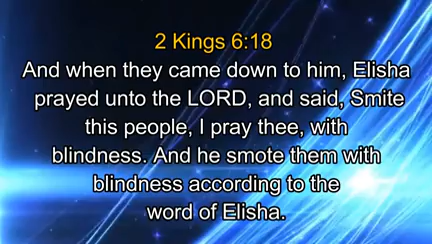 2 Kings 6:18
And when they came down to him, Elisha
prayed unto the LORD, and said, Smite
this people, I pray thee, with
blindness. And he smote them with
blindness according to the
word of Elisha.